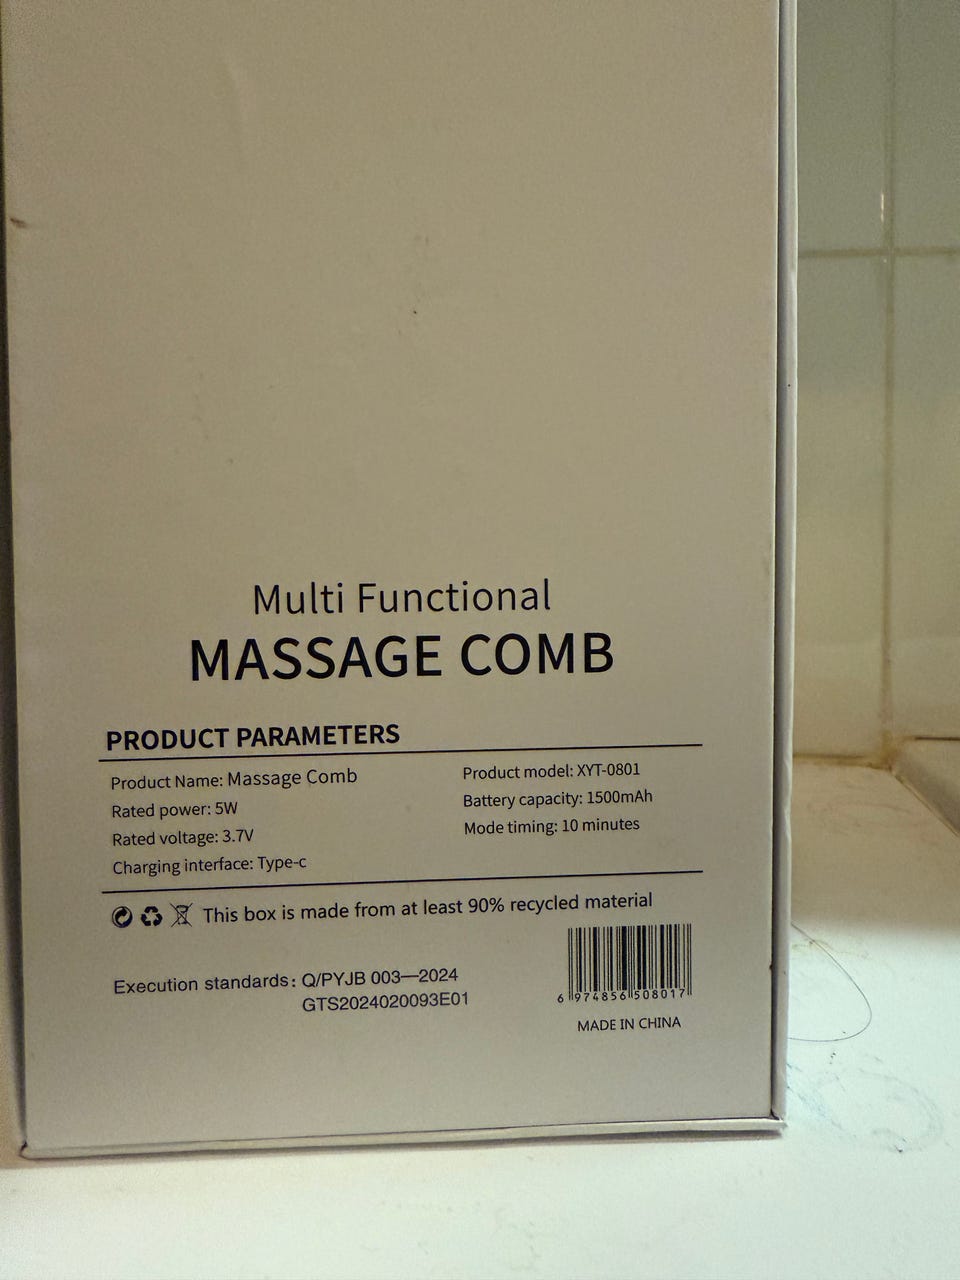 Multi Functional
MASSAGE COMB
PRODUCT PARAMETERS
Product Name: Massage Comb
Rated power: 5W
Rated voltage: 3.7V
Charging interface: Type-c
Product model: XYT-0801
Battery capacity: 1500mAh
Mode timing: 10 minutes
This box is made from at least 90% recycled material
Execution standards: Q/PYJB 003—2024
GTS2024020093E01
6 974856 508017
MADE IN CHINA